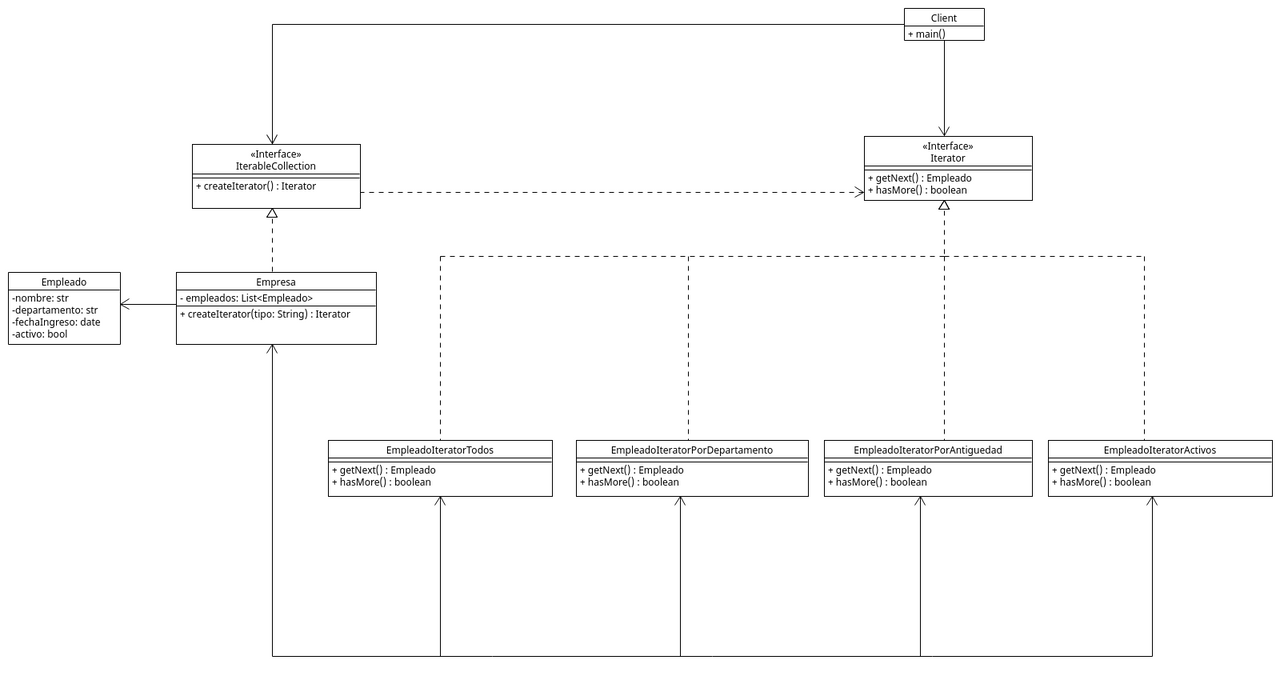 Client
+ main()
«Interface»
IterableCollection
+ createIterator() : Iterator
«Interface»
Iterator
+ getNext() : Empleado
+ hasMore() : boolean
Empleado
-nombre: str
-departamento: str
-fechaIngreso: date
-activo: bool
Empresa
- empleados: List<Empleado>
+ createIterator(tipo: String) : Iterator
EmpleadoIteratorTodos
+ getNext() : Empleado
+ hasMore() : boolean
EmpleadoIteratorPorDepartamento
+ getNext() : Empleado
+ hasMore() : boolean
EmpleadoIteratorPorAntiguedad
+ getNext() : Empleado
+ hasMore() : boolean
EmpleadoIteratorActivos
+ getNext() : Empleado
+ hasMore() : boolean